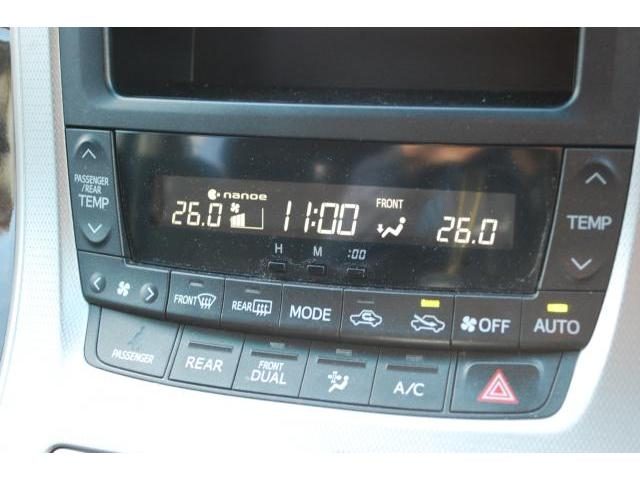 PASSENGER
/REAR
TEMP
nanoe
26.0
11:00
FRONT
26.0
TEMP
H
M
:00
FRONT
REAR
MODE
OFF
AUTO
PASSENGER
REAR
FRONT
DUAL
A/C